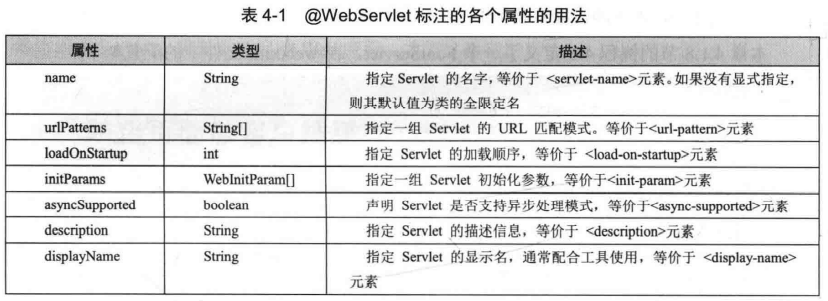 表 4-1 @WebServlet 标注的各个属性的用法
属性 类型 描述
name String 指定 Servlet 的名字,等价于 <servlet-name>元素。如果没有显式指定,
则其默认值为类的全限定名
urlPatterns String[] 指定一组 Servlet 的 URL 匹配模式。等价于<url-pattern>元素
loadOnStartup int 指定 Servlet 的加载顺序，等价于 <load-on-startup>元素
initParams WebInitParam[] 指定一组 Servlet 初始化参数，等价于<init-param>元素
asyncSupported boolean 声明 Servlet 是否支持异步处理模式，等价于<async-supported>元素
description String 指定 Servlet 的描述信息，等价于 <description>元素
displayName String 指定 Servlet 的显示名，通常配合工具使用，等价于 <display-name>
元素